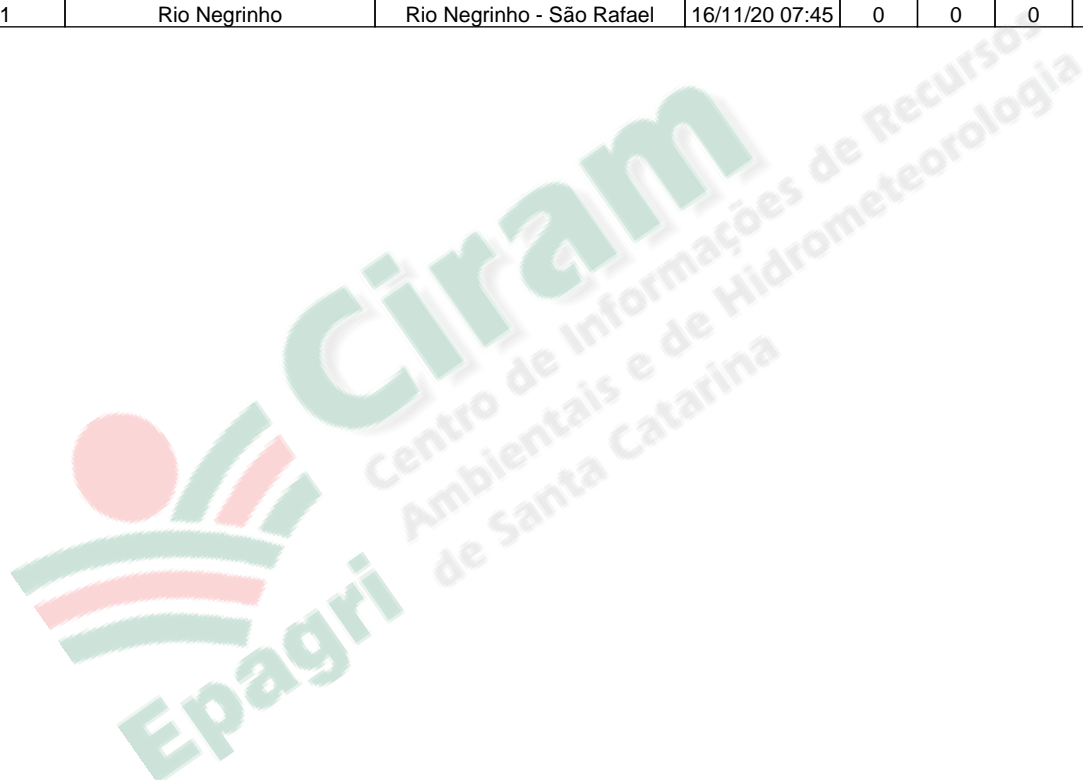 1 Rio Negrinho Rio Negrinho - São Rafael 16/11/20 07:45 0 0 0
Ciram
Centro de Informações de Recursos
Ambientais e de Hidrometeorologia
de Santa Catarina
Epagri